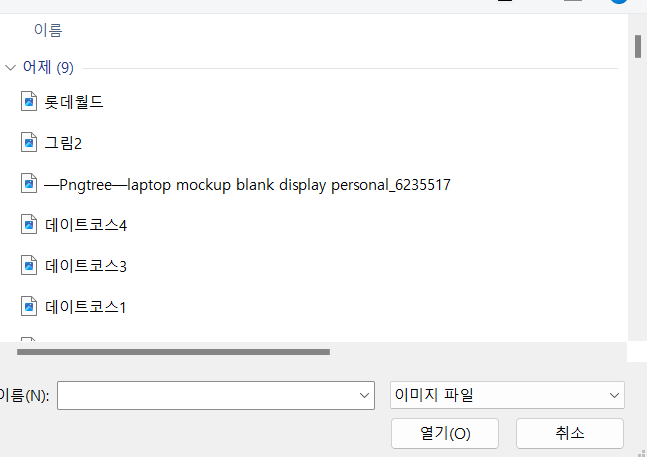 이름
어제 (9)
롯데월드
그림2
—Pngtree—laptop mockup blank display personal_6235517
데이트코스4
데이트코스3
데이트코스1
이름(N):
이미지 파일
열기(O)
취소